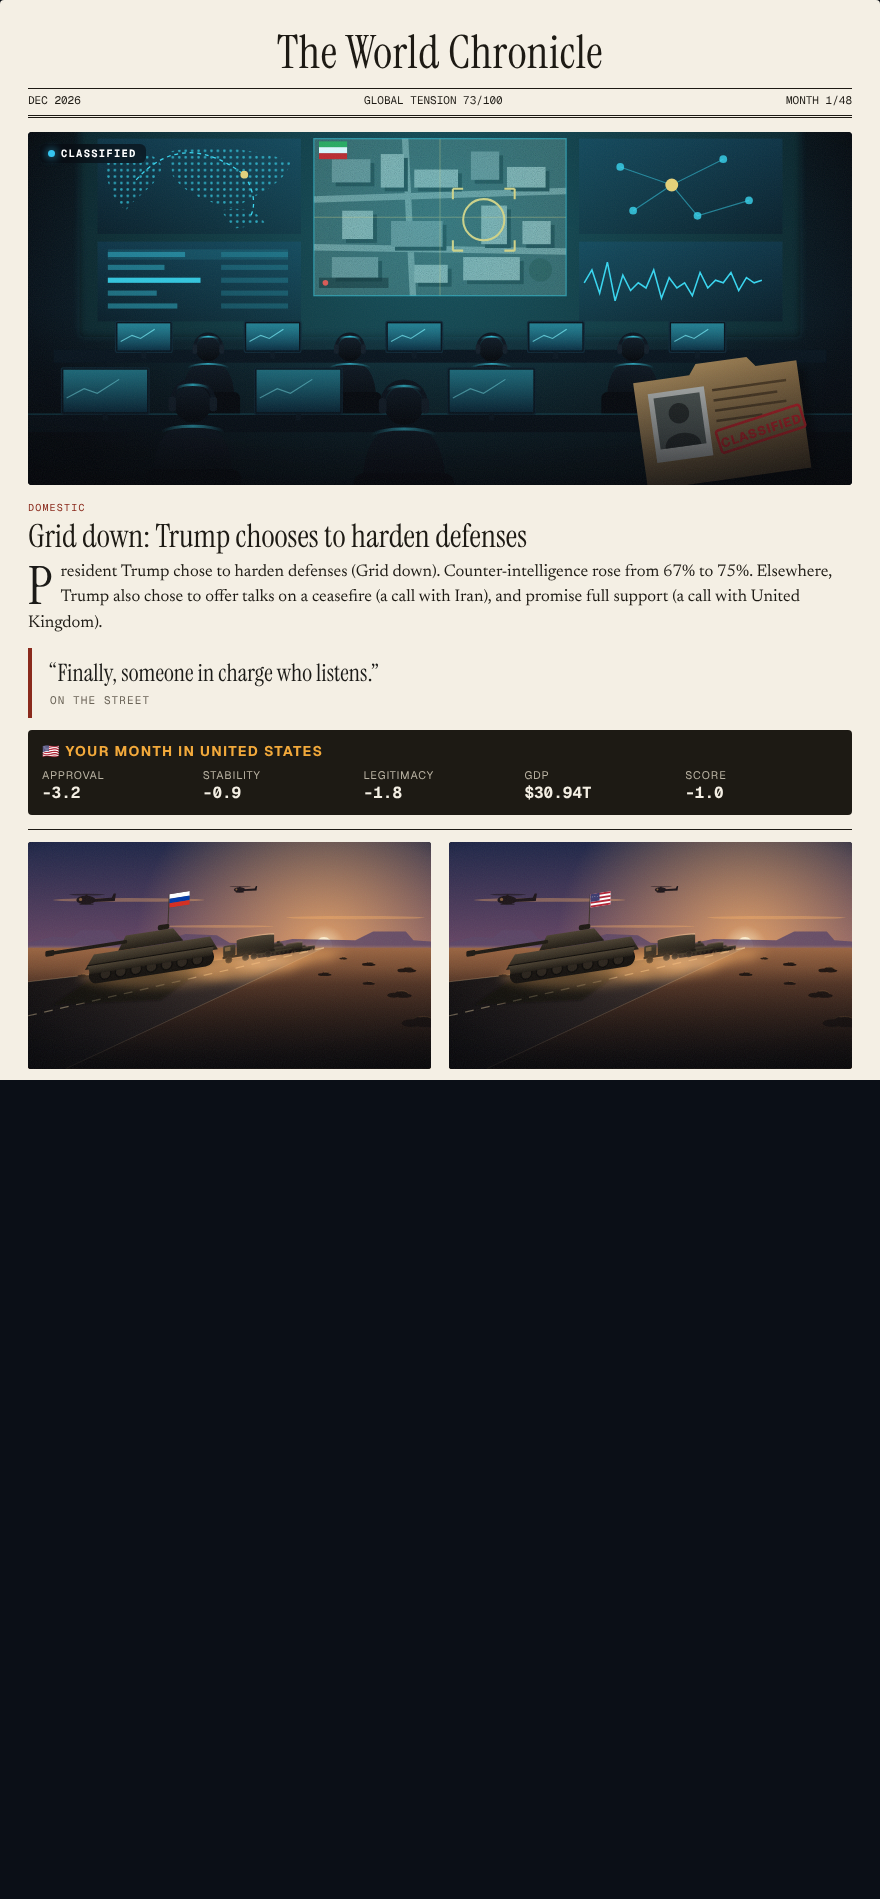 The World Chronicle
DEC 2026
GLOBAL TENSION 73/100
MONTH 1/48
CLASSIFIED
CLASSIFIED
DOMESTIC
Grid down: Trump chooses to harden defenses
President Trump chose to harden defenses (Grid down). Counter-intelligence rose from 67% to 75%. Elsewhere,
Trump also chose to offer talks on a ceasefire (a call with Iran), and promise full support (a call with United
Kingdom).
“Finally, someone in charge who listens.”
ON THE STREET
YOUR MONTH IN UNITED STATES
APPROVAL
-3.2
STABILITY
-0.9
LEGITIMACY
-1.8
GDP
$30.94T
SCORE
-1.0